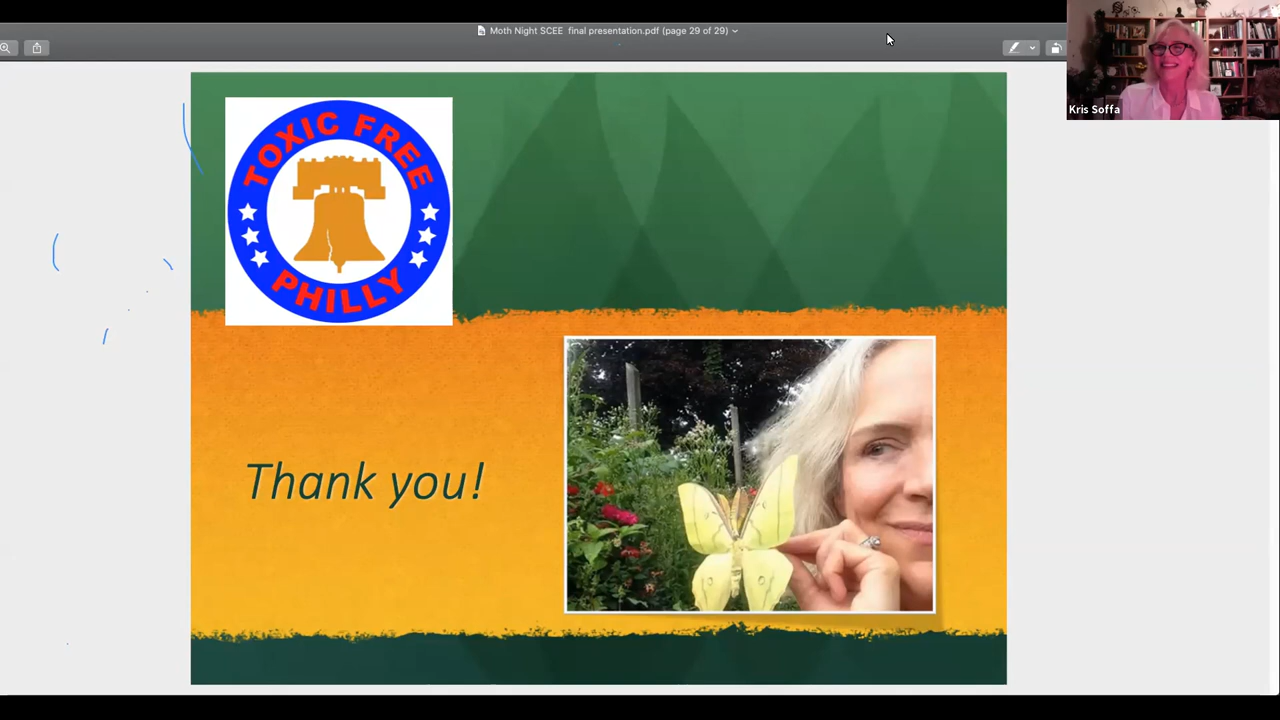 Moth Night SCEE final presentation.pdf (page 29 of 29)
Kris Soffa
TOXIC FREE
PHILLY
Thank you!